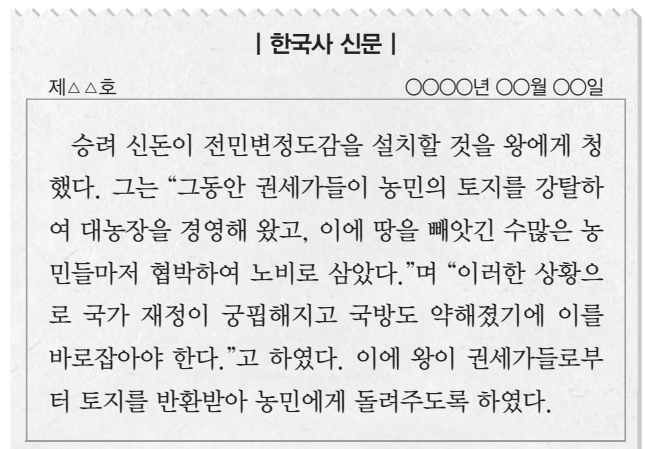 | 한국사 신문 |
제△△호 ○○○○년 ○○월 ○○일
승려 신돈이 전민변정도감을 설치할 것을 왕에게 청
했다. 그는 “그동안 권세가들이 농민의 토지를 강탈하
여 대농장을 경영해 왔고, 이에 땅을 빼앗긴 수많은 농
민들마저 협박하여 노비로 삼았다.”며 “이러한 상황으
로 국가 재정이 궁핍해지고 국방도 약해졌기에 이를
바로잡아야 한다.”고 하였다. 이에 왕이 권세가들로부
터 토지를 반환받아 농민에게 돌려주도록 하였다.